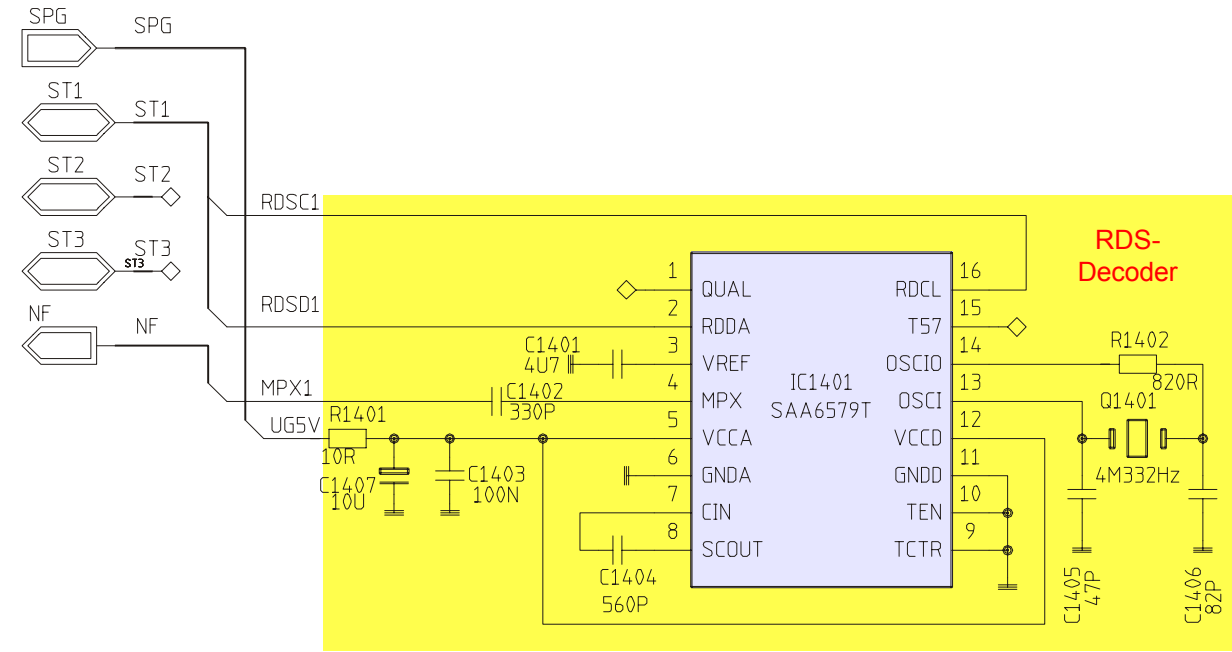 SPG
SPG
ST1
ST1
ST2
ST2
ST3
ST3
ST3
NF
NF
RDSC1
RDSD1
MPX1
UG5V
RDS-
Decoder
R1401
10R
C1407
10U
C1403
100N
C1401
4U7
C1402
330P
C1404
560P
1
QUAL
2
RDDA
3
VREF
4
MPX
5
VCCA
6
GNDA
7
CIN
8
SCOUT
IC1401
SAA6579T
16
RDCL
15
T57
14
OSCIO
13
OSCI
12
VCCD
11
GNDD
10
TEN
9
TCTR
R1402
820R
Q1401
4M332Hz
C1405
47P
C1406
82P